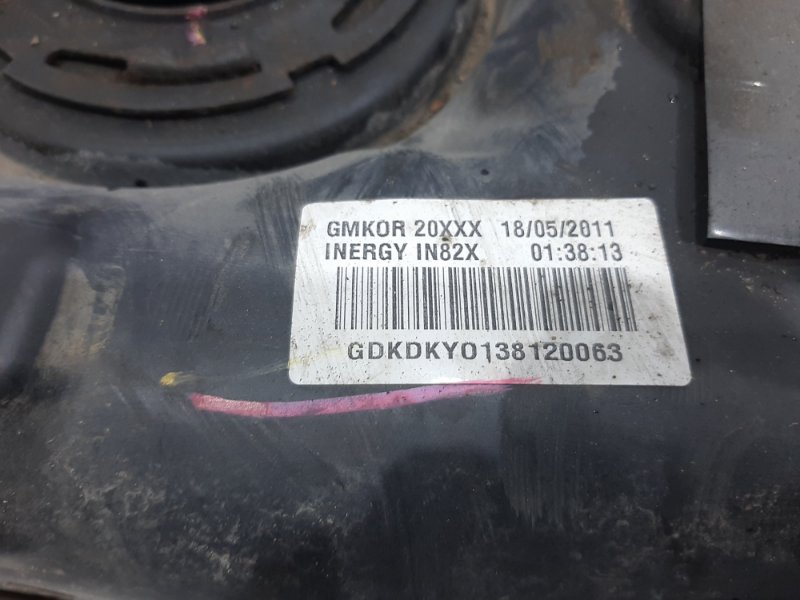 GMKOR 20XXX 18/05/2011
INERGY IN82X 01:38:13
GDKDKYO138120063